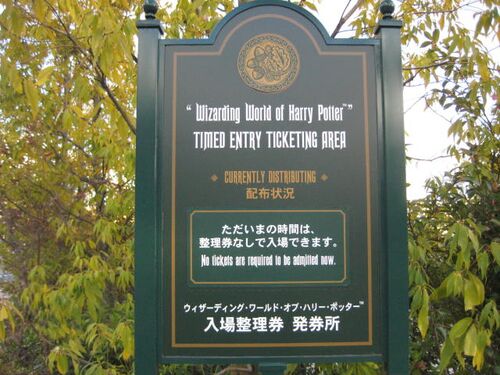 “ Wizarding World of Harry Potter™”
TIMED ENTRY TICKETING AREA
CURRENTLY DISTRIBUTING
配布状況
ただいまの時間は、
整理券なしで入場できます。
No tickets are required to be admitted now.
ウィザーディング・ワールド・オブ・ハリー・ポッター™
入場整理券 発券所